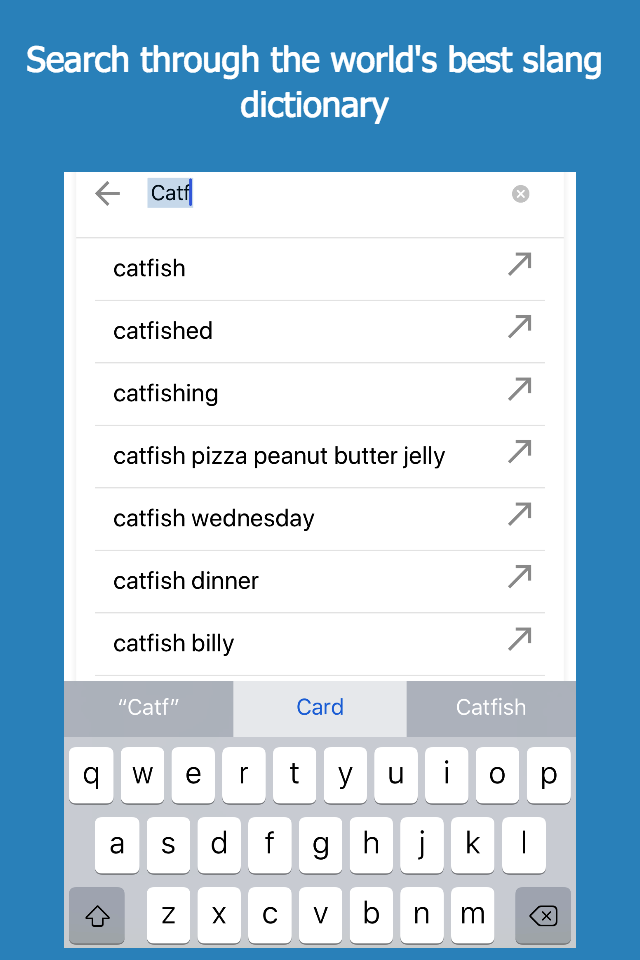 Search through the world's best slang
dictionary
Catf
catfish
catfished
catfishing
catfish pizza peanut butter jelly
catfish wednesday
catfish dinner
catfish billy
“Catf” Card Catfish
q w e r t y u i o p
a s d f g h j k l
z x c v b n m